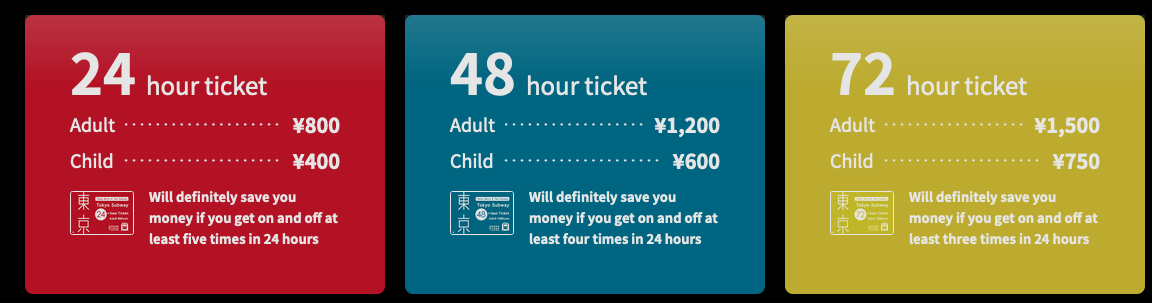 24 hour ticket
Adult ¥800
Child ¥400
東京
Tokyo Subway
24
Will definitely save you
money if you get on and off at
least five times in 24 hours
48 hour ticket
Adult ¥1,200
Child ¥600
東京
Tokyo Subway
48
Will definitely save you
money if you get on and off at
least four times in 24 hours
72 hour ticket
Adult ¥1,500
Child ¥750
東京
Tokyo Subway
72
Will definitely save you
money if you get on and off at
least three times in 24 hours